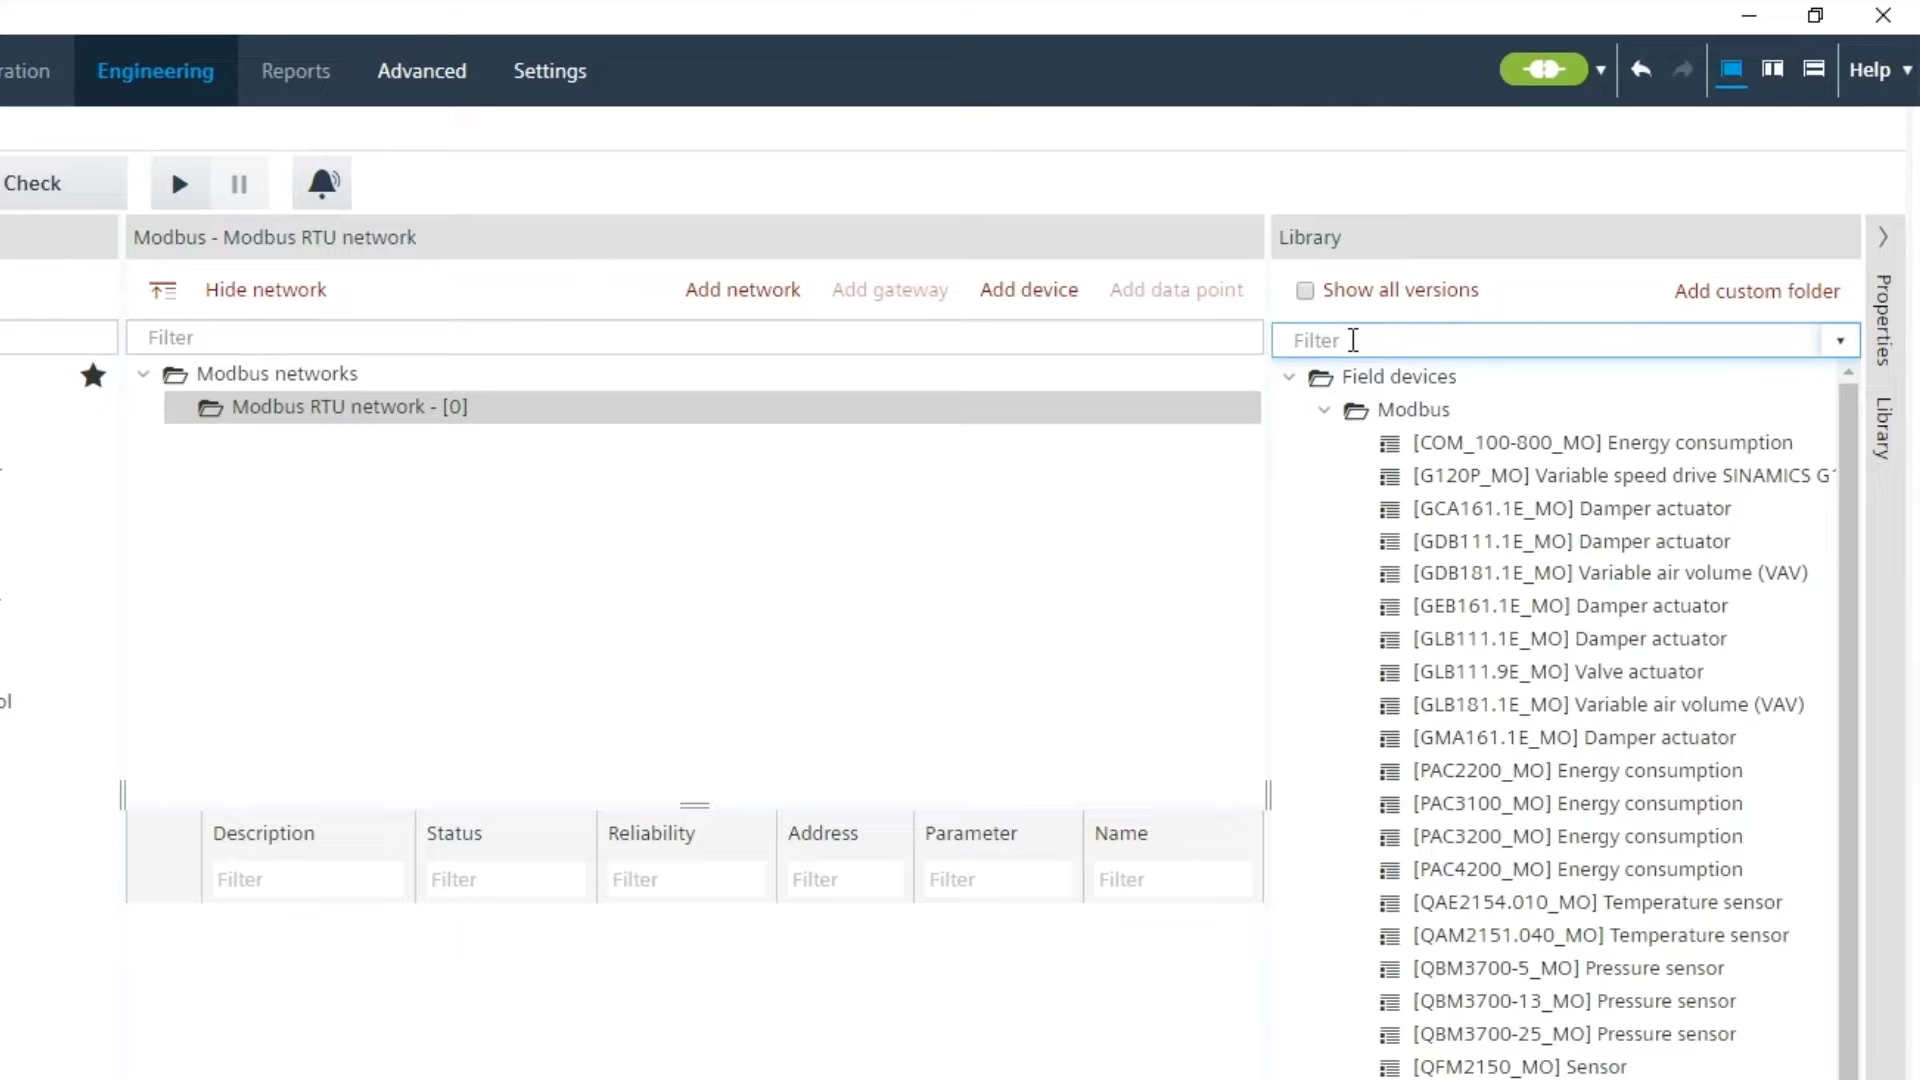 ration Engineering Reports Advanced Settings Help
Check
Modbus - Modbus RTU network
Hide network Add network Add gateway Add device Add data point
Filter
Modbus networks
Modbus RTU network - [0]
ol
Description Status Reliability Address Parameter Name
Filter Filter Filter Filter Filter Filter
Library
Show all versions Add custom folder
Filter
Field devices
Modbus
[COM_100-800_MO] Energy consumption
[G120P_MO] Variable speed drive SINAMICS G1
[GCA161.1E_MO] Damper actuator
[GDB111.1E_MO] Damper actuator
[GDB181.1E_MO] Variable air volume (VAV)
[GEB161.1E_MO] Damper actuator
[GLB111.1E_MO] Damper actuator
[GLB111.9E_MO] Valve actuator
[GLB181.1E_MO] Variable air volume (VAV)
[GMA161.1E_MO] Damper actuator
[PAC2200_MO] Energy consumption
[PAC3100_MO] Energy consumption
[PAC3200_MO] Energy consumption
[PAC4200_MO] Energy consumption
[QAE2154.010_MO] Temperature sensor
[QAM2151.040_MO] Temperature sensor
[QBM3700-5_MO] Pressure sensor
[QBM3700-13_MO] Pressure sensor
[QBM3700-25_MO] Pressure sensor
[QFM2150_MO] Sensor
Properties
Library